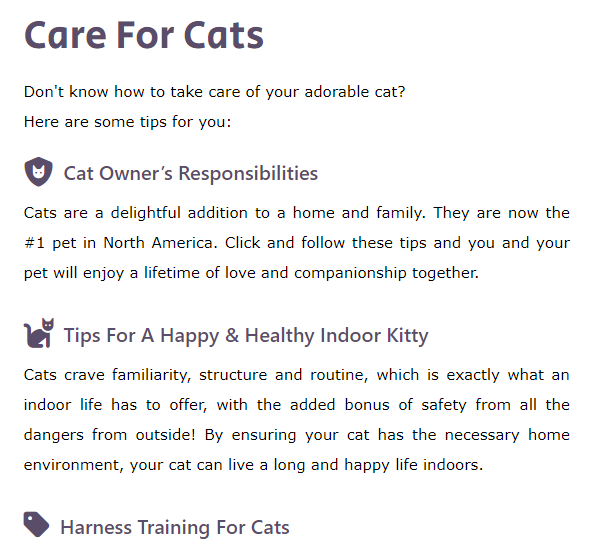 Care For Cats
Don't know how to take care of your adorable cat?
Here are some tips for you:
Cat Owner’s Responsibilities
Cats are a delightful addition to a home and family. They are now the
#1 pet in North America. Click and follow these tips and you and your
pet will enjoy a lifetime of love and companionship together.
Tips For A Happy & Healthy Indoor Kitty
Cats crave familiarity, structure and routine, which is exactly what an
indoor life has to offer, with the added bonus of safety from all the
dangers from outside! By ensuring your cat has the necessary home
environment, your cat can live a long and happy life indoors.
Harness Training For Cats